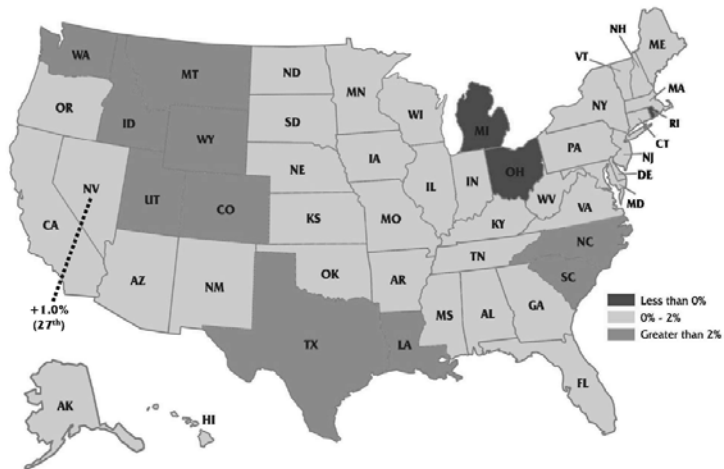 NH
WA
VT
ME
MT
ND
MN
OR
MA
ID
WI
NY
SD
RI
WY
MI
CT
PA
IA
NJ
NE
OH
NV
IL
IN
DE
UT
CO
WV
MD
CA
KS
MO
VA
KY
NC
TN
OK
AZ
NM
AR
SC
+1.0%
(27th)
Less than 0%
MS
AL
GA
0% - 2%
TX
LA
Greater than 2%
FL
AK
HI